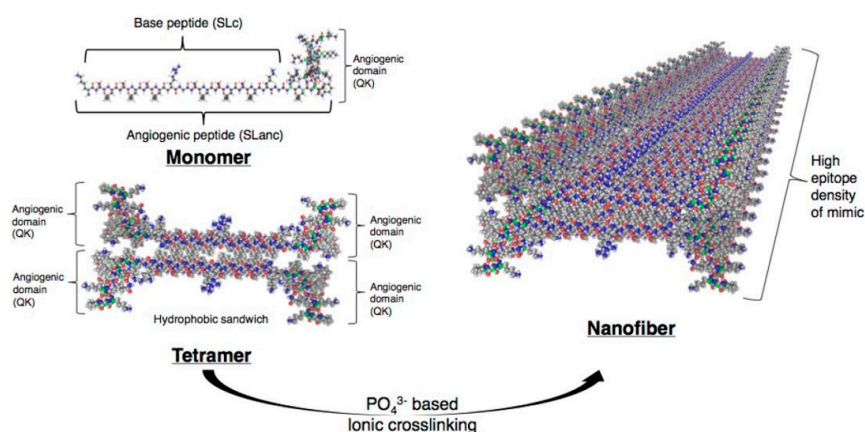 Base peptide (SLc)
Angiogenic
domain
(QK)
Angiogenic peptide (SLanc)
Monomer
Angiogenic
domain
(QK)
Angiogenic
domain
(QK)
Angiogenic
domain
(QK)
Angiogenic
domain
(QK)
Hydrophobic sandwich
Tetramer
High
epitope
density
of mimic
Nanofiber
PO₄³⁻ based
Ionic crosslinking